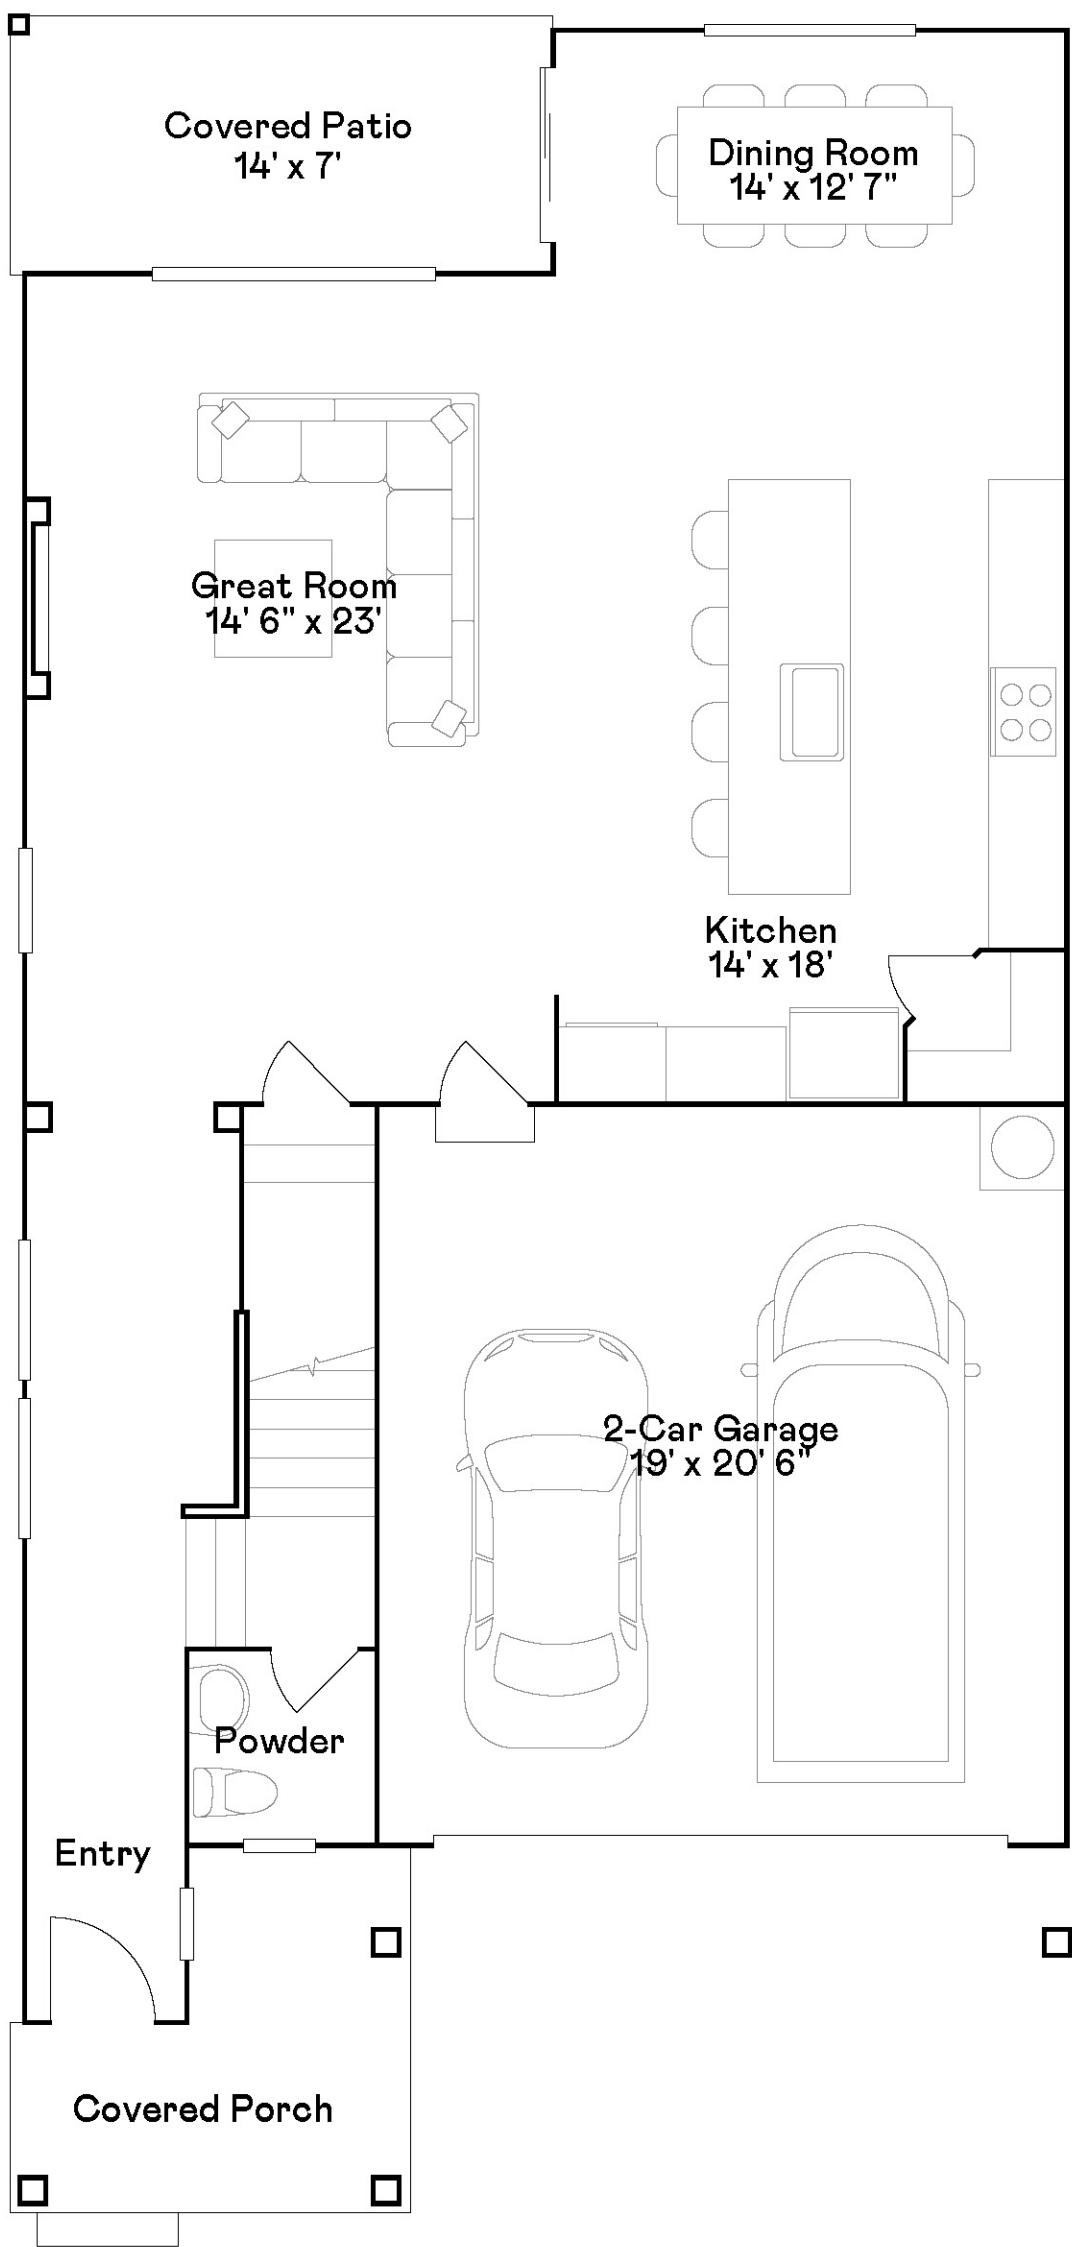 Covered Patio
14' x 7'
Dining Room
14' x 12' 7"
Great Room
14' 6" x 23'
Kitchen
14' x 18'
2-Car Garage
19' x 20' 6"
Powder
Entry
Covered Porch